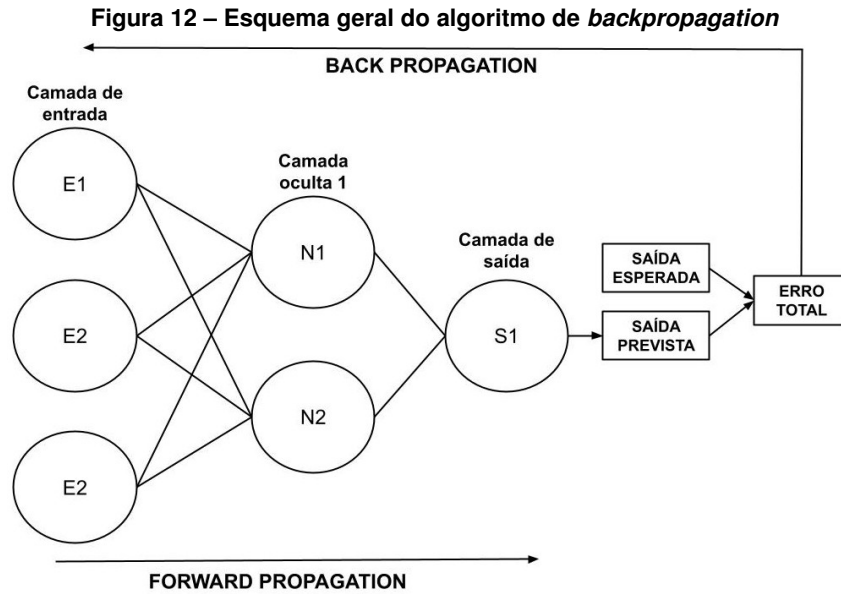 Figura 12 – Esquema geral do algoritmo de backpropagation
BACK PROPAGATION
Camada de
entrada
E1
E2
E2
Camada
oculta 1
N1
N2
Camada de
saída
S1
SAÍDA
ESPERADA
SAÍDA
PREVISTA
ERRO
TOTAL
FORWARD PROPAGATION